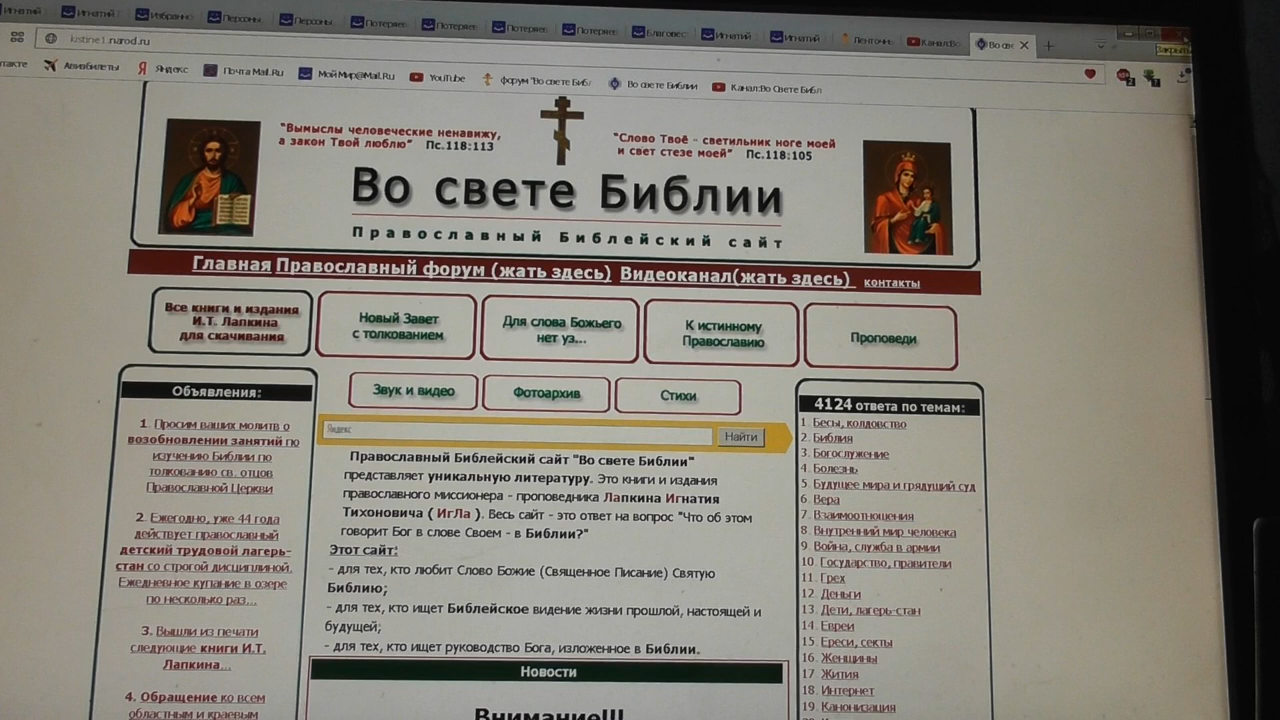 Игнатий
Игнатий
Избранно
Персоны
Персоны
Потеряев
Потеряев
Потеряев
Потеряев
Благовес
Игнатий
Игнатий
Ленточн
Канал:Во
Во све
kistine1.narod.ru
Закрыть
нтакте Авиабилеты Яндекс Почта Mail.Ru Мой Мир@Mail.Ru YouTube форум "Во свете Библ Во свете Библии Канал:Во Свете Библ
"Вымыслы человеческие ненавижу,
а закон Твой люблю" Пс.118:113
"Слово Твоё - светильник ноге моей
и свет стезе моей" Пс.118:105
Во свете Библии
Православный Библейский сайт
Главная Православный форум (жать здесь) Видеоканал(жать здесь) контакты
Все книги и издания
И.Т. Лапкина
для скачивания
Новый Завет
с толкованием
Для слова Божьего
нет уз...
К истинному
Православию
Проповеди
Звук и видео
Фотоархив
Стихи
Объявления:
1. Просим ваших молитв о
возобновлении занятий по
изучению Библии по
толкованию св. отцов
Православной Церкви
2. Ежегодно, уже 44 года
действует православный
детский трудовой лагерь-
стан со строгой дисциплиной.
Ежедневное купание в озере
по несколько раз...
3. Вышли из печати
следующие книги И.Т.
Лапкина...
4. Обращение ко всем
областным и краевым
Яндекс
Найти
Православный Библейский сайт "Во свете Библии"
представляет уникальную литературу. Это книги и издания
православного миссионера - проповедника Лапкина Игнатия
Тихоновича ( ИгЛа ). Весь сайт - это ответ на вопрос "Что об этом
говорит Бог в слове Своем - в Библии?"
Этот сайт:
- для тех, кто любит Слово Божие (Священное Писание) Святую
Библию;
- для тех, кто ищет Библейское видение жизни прошлой, настоящей и
будущей;
- для тех, кто ищет руководство Бога, изложенное в Библии.
Новости
Внимание!!!
4124 ответа по темам:
1. Бесы, колдовство
2. Библия
3. Богослужение
4. Болезнь
5. Будущее мира и грядущий суд
6. Вера
7. Взаимоотношения
8. Внутренний мир человека
9. Война, служба в армии
10. Государство, правители
11. Грех
12. Деньги
13. Дети, лагерь-стан
14. Евреи
15. Ереси, секты
16. Женщины
17. Жития
18. Интернет
19. Канонизация